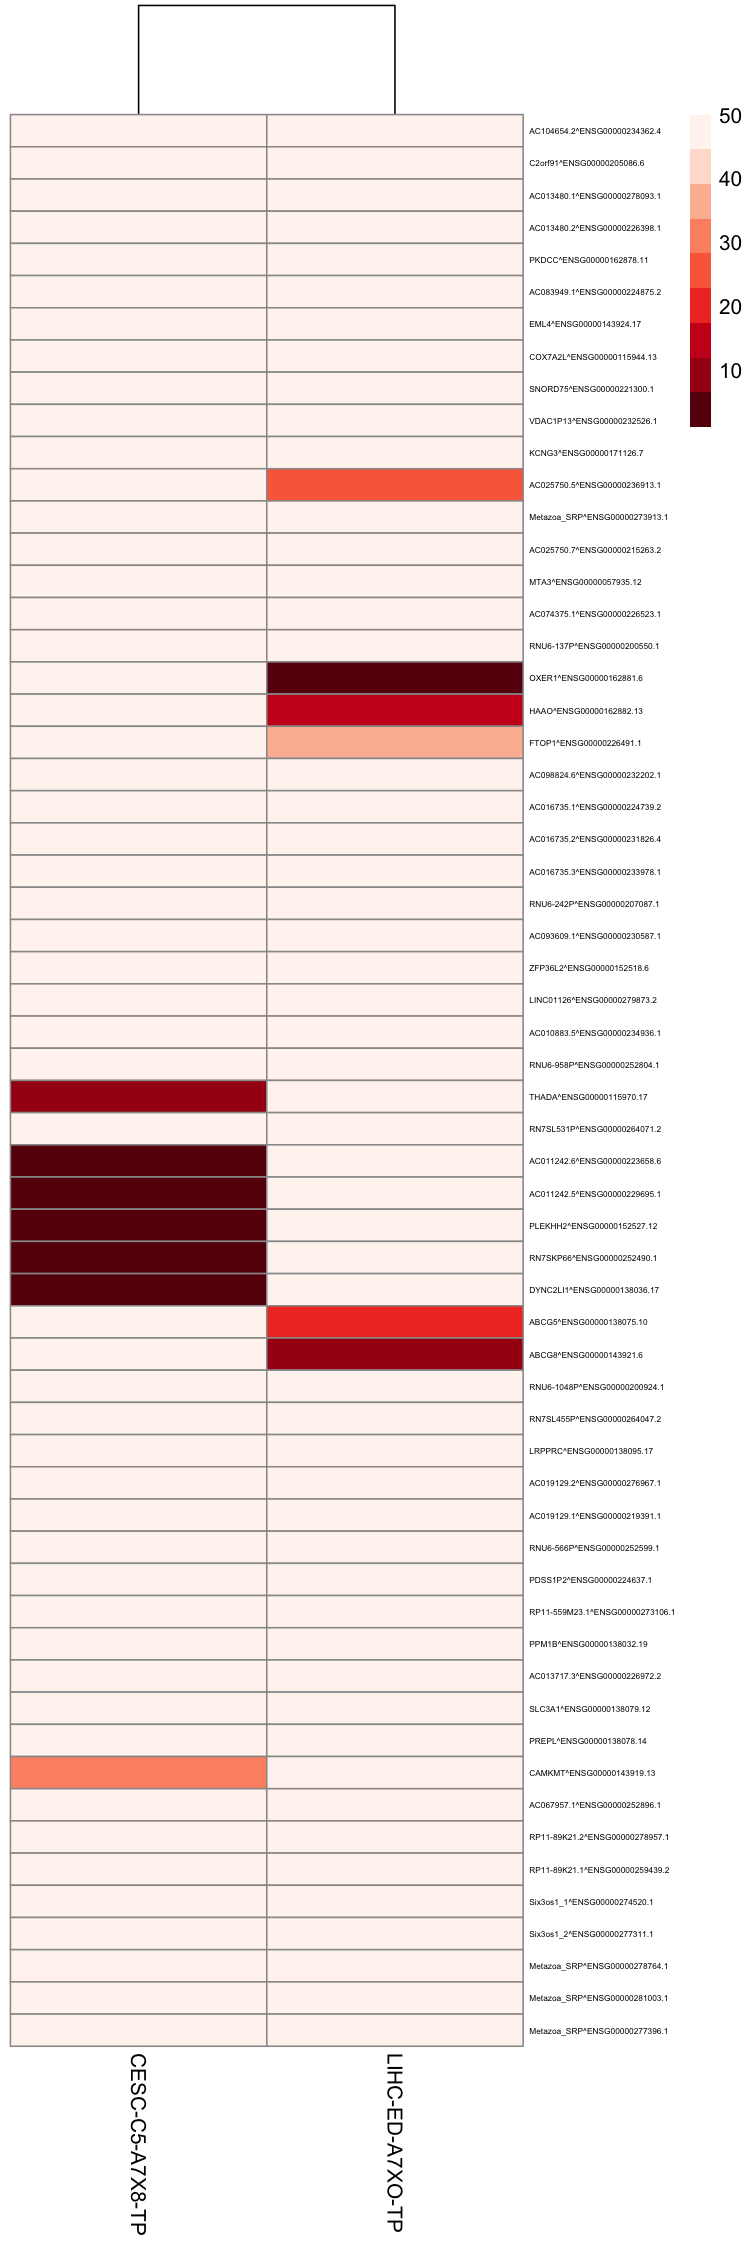 50
40
30
20
10
AC104654.2^ENSG00000234362.4
C2orf91^ENSG00000205086.6
AC013480.1^ENSG00000278093.1
AC013480.2^ENSG00000226398.1
PKDCC^ENSG00000162878.11
AC083949.1^ENSG00000224875.2
EML4^ENSG00000143924.17
COX7A2L^ENSG00000115944.13
SNORD75^ENSG00000221300.1
VDAC1P13^ENSG00000232526.1
KCNG3^ENSG00000171126.7
AC025750.5^ENSG00000236913.1
Metazoa_SRP^ENSG00000273913.1
AC025750.7^ENSG00000215263.2
MTA3^ENSG00000057935.12
AC074375.1^ENSG00000226523.1
RNU6-137P^ENSG00000200550.1
OXER1^ENSG00000162881.6
HAAO^ENSG00000162882.13
FTOP1^ENSG00000226491.1
AC098824.6^ENSG00000232202.1
AC016735.1^ENSG00000224739.2
AC016735.2^ENSG00000231826.4
AC016735.3^ENSG00000233978.1
RNU6-242P^ENSG00000207087.1
AC093609.1^ENSG00000230587.1
ZFP36L2^ENSG00000152518.6
LINC01126^ENSG00000279873.2
AC010883.5^ENSG00000234936.1
RNU6-958P^ENSG00000252804.1
THADA^ENSG00000115970.17
RN7SL531P^ENSG00000264071.2
AC011242.6^ENSG00000223658.6
AC011242.5^ENSG00000229695.1
PLEKHH2^ENSG00000152527.12
RN7SKP66^ENSG00000252490.1
DYNC2LI1^ENSG00000138036.17
ABCG5^ENSG00000138075.10
ABCG8^ENSG00000143921.6
RNU6-1048P^ENSG00000200924.1
RN7SL455P^ENSG00000264047.2
LRPPRC^ENSG00000138095.17
AC019129.2^ENSG00000276967.1
AC019129.1^ENSG00000219391.1
RNU6-566P^ENSG00000252599.1
PDSS1P2^ENSG00000224637.1
RP11-559M23.1^ENSG00000273106.1
PPM1B^ENSG00000138032.19
AC013717.3^ENSG00000226972.2
SLC3A1^ENSG00000138079.12
PREPL^ENSG00000138078.14
CAMKMT^ENSG00000143919.13
AC067957.1^ENSG00000252896.1
RP11-89K21.2^ENSG00000278957.1
RP11-89K21.1^ENSG00000259439.2
Six3os1_1^ENSG00000274520.1
Six3os1_2^ENSG00000277311.1
Metazoa_SRP^ENSG00000278764.1
Metazoa_SRP^ENSG00000281003.1
Metazoa_SRP^ENSG00000277396.1
CESC-C5-A7X8-TP
LIHC-ED-A7XO-TP